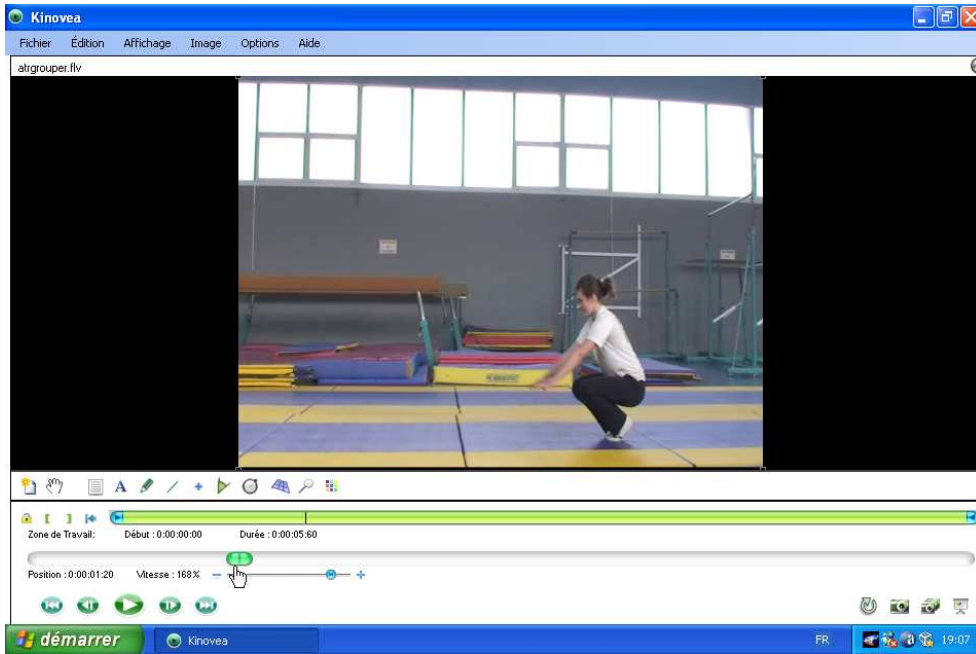 Kinovea
Fichier Édition Affichage Image Options Aide
atrgrouper.flv
Zone de Travail: Début : 0:00:00:00 Durée : 0:00:05:60
Position : 0:00:01:20 Vitesse : 168%
démarrer Kinovea FR 19:07